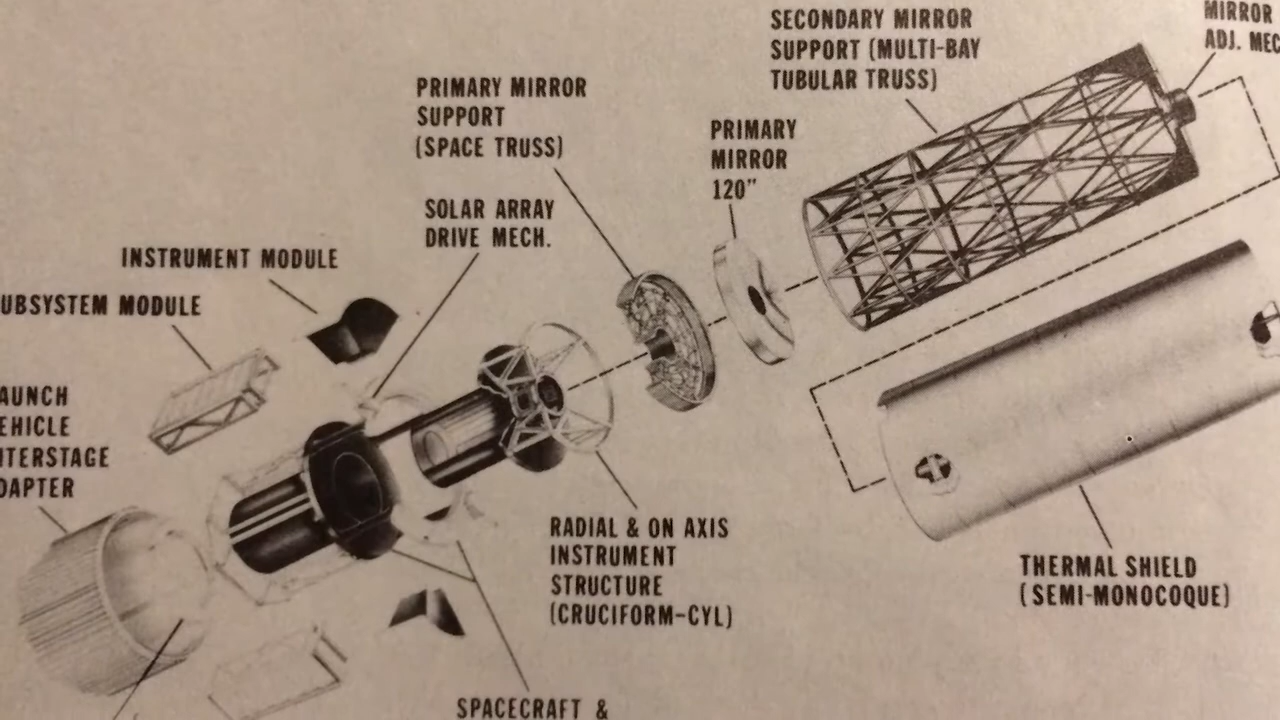 SECONDARY MIRROR
SUPPORT (MULTI-BAY
TUBULAR TRUSS)
MIRROR
ADJ. MEC
PRIMARY MIRROR
SUPPORT
(SPACE TRUSS)
PRIMARY
MIRROR
120"
SOLAR ARRAY
DRIVE MECH.
INSTRUMENT MODULE
UBSYSTEM MODULE
AUNCH
EHICLE
NTERSTAGE
DAPTER
RADIAL & ON AXIS
INSTRUMENT
STRUCTURE
(CRUCIFORM-CYL)
THERMAL SHIELD
(SEMI-MONOCOQUE)
SPACECRAFT &